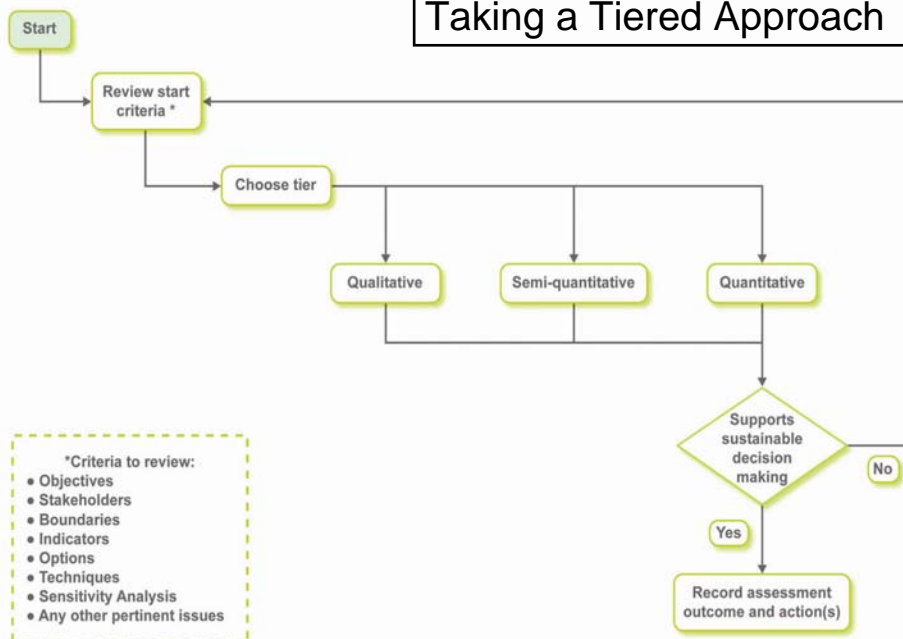 Taking a Tiered Approach
Start
Review start
criteria *
Choose tier
Qualitative
Semi-quantitative
Quantitative
Supports
sustainable
decision
making
No
Yes
Record assessment
outcome and action(s)
*Criteria to review:
● Objectives
● Stakeholders
● Boundaries
● Indicators
● Options
● Techniques
● Sensitivity Analysis
● Any other pertinent issues